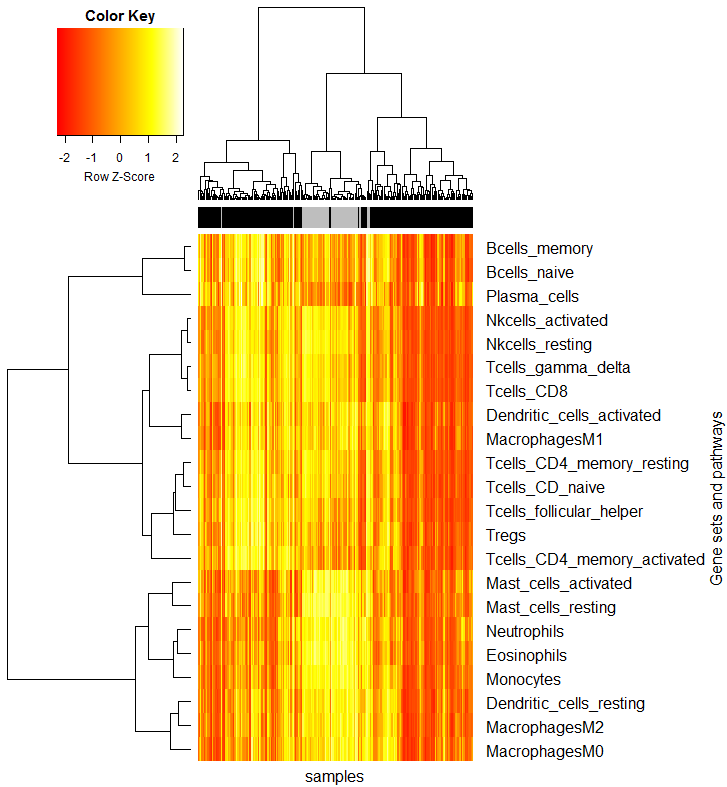 Color Key
-2 -1 0 1 2
Row Z-Score
Bcells_memory
Bcells_naive
Plasma_cells
Nkcells_activated
Nkcells_resting
Tcells_gamma_delta
Tcells_CD8
Dendritic_cells_activated
MacrophagesM1
Tcells_CD4_memory_resting
Tcells_CD_naive
Tcells_follicular_helper
Tregs
Tcells_CD4_memory_activated
Mast_cells_activated
Mast_cells_resting
Neutrophils
Eosinophils
Monocytes
Dendritic_cells_resting
MacrophagesM2
MacrophagesM0
Gene sets and pathways
samples